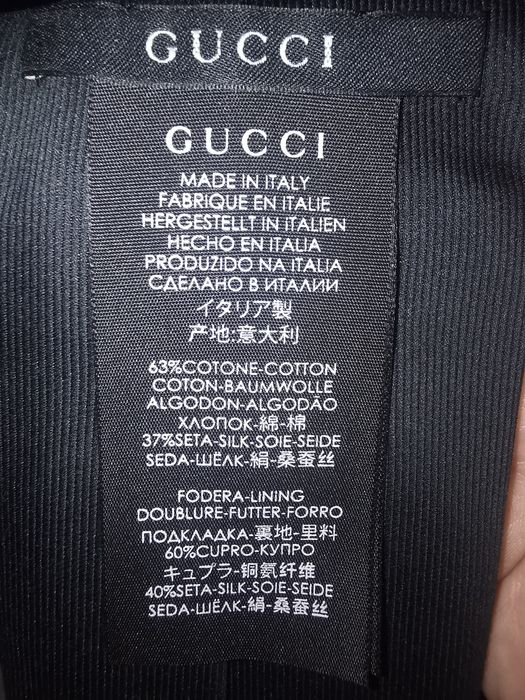 GUCCI
GUCCI
MADE IN ITALY
FABRIQUE EN ITALIE
HERGESTELLT IN ITALIEN
HECHO EN ITALIA
PRODUZIDO NA ITALIA
СДЕЛАНО В ИТАЛИИ
イタリア製
产地:意大利
63%COTONE-COTTON
COTON-BAUMWOLLE
ALGODON-ALGODÃO
ХЛОПОК-綿-棉
37%SETA-SILK-SOIE-SEIDE
SEDA-ШЁЛК-絹-桑蚕丝
FODERA-LINING
DOUBLURE-FUTTER-FORRO
ПОДКЛАДКА-裏地-里料
60%CUPRO-КУПРО
キュプラ-铜氨纤维
40%SETA-SILK-SOIE-SEIDE
SEDA-ШЁЛК-絹-桑蚕丝